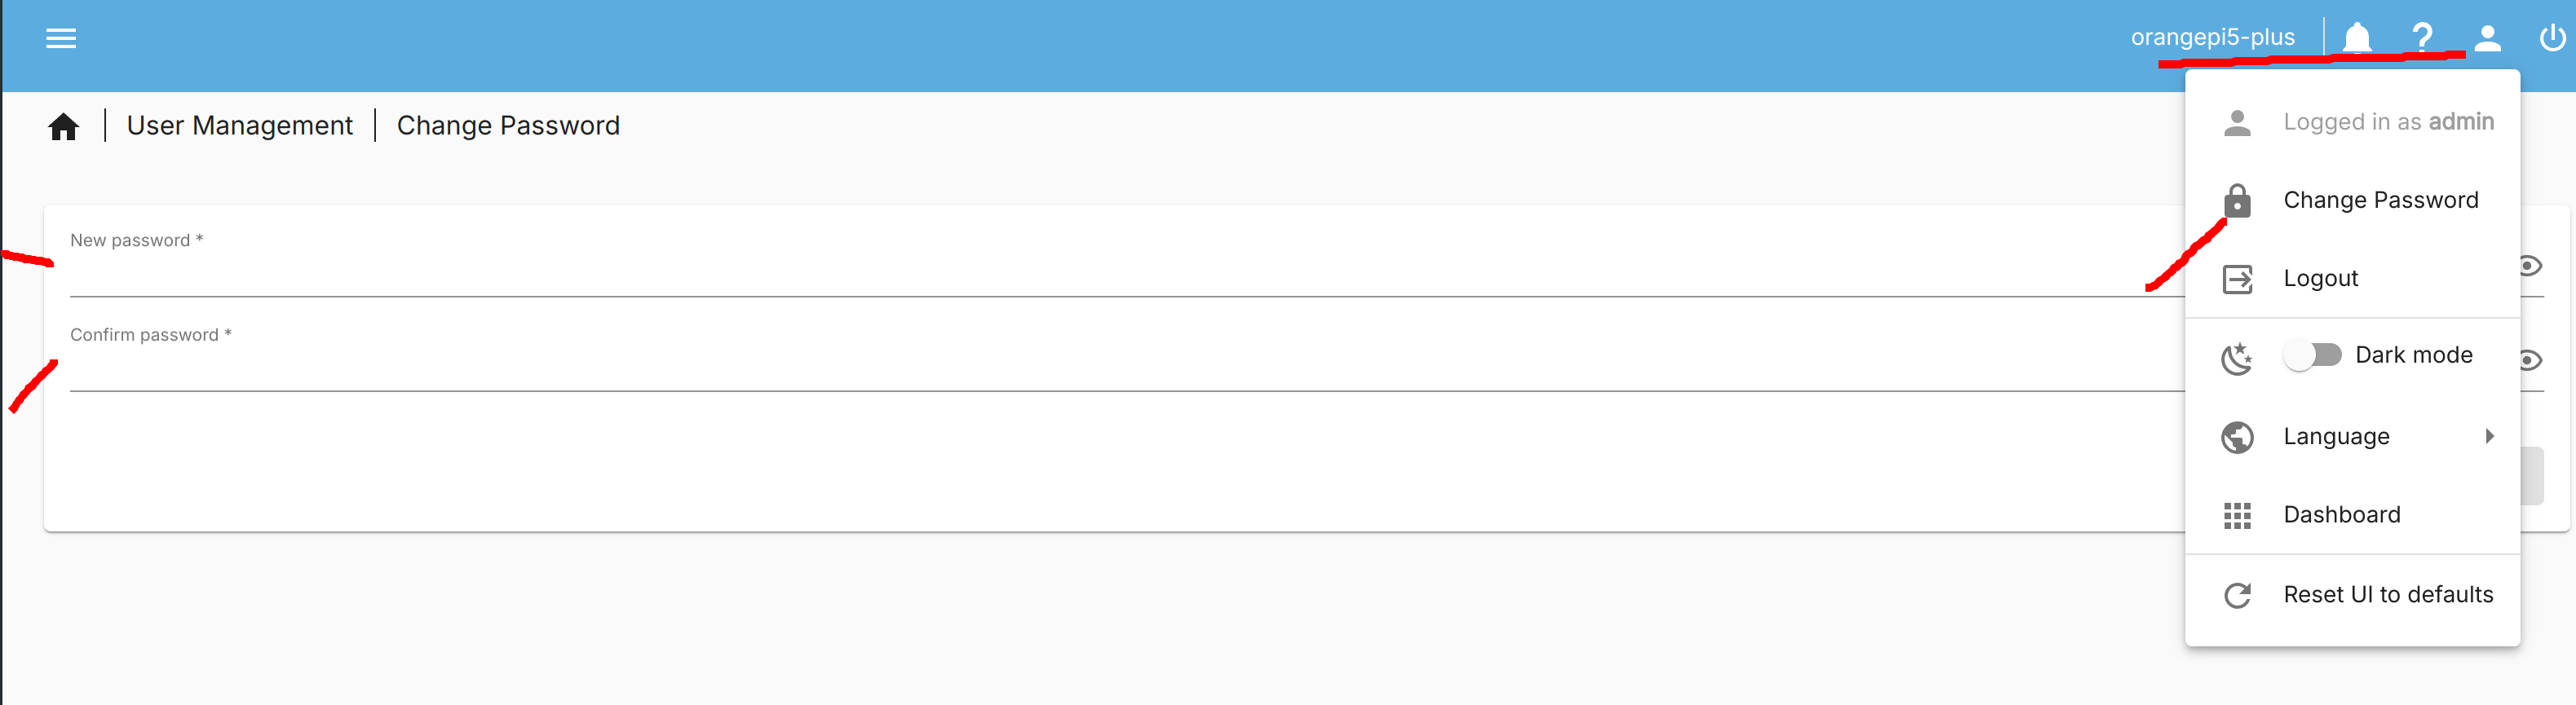 orangepi5-plus
User Management | Change Password
Logged in as admin
Change Password
Logout
Dark mode
Language
Dashboard
Reset UI to defaults
New password *
Confirm password *